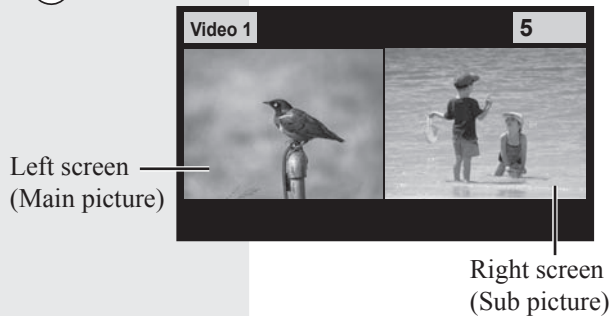 Video 1
5
Left screen
(Main picture)
Right screen
(Sub picture)